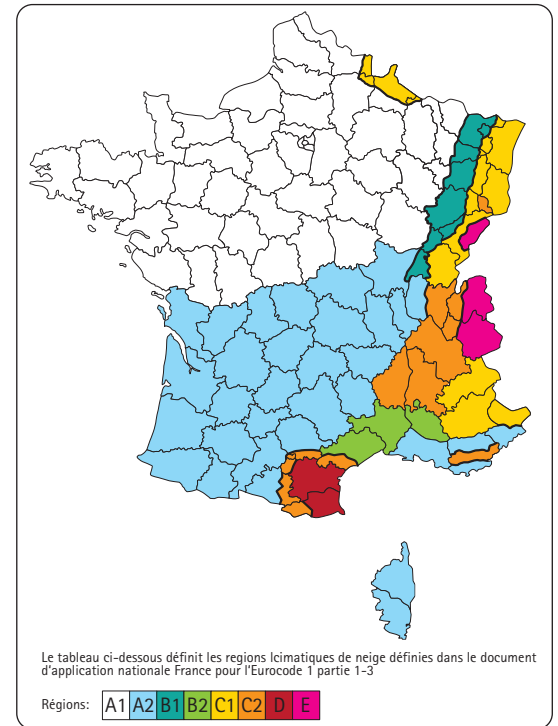 Le tableau ci-dessous définit les regions lcimatiques de neige définies dans le document
d'application nationale France pour l'Eurocode 1 partie 1-3
Régions: A1 A2 B1 B2 C1 C2 D E